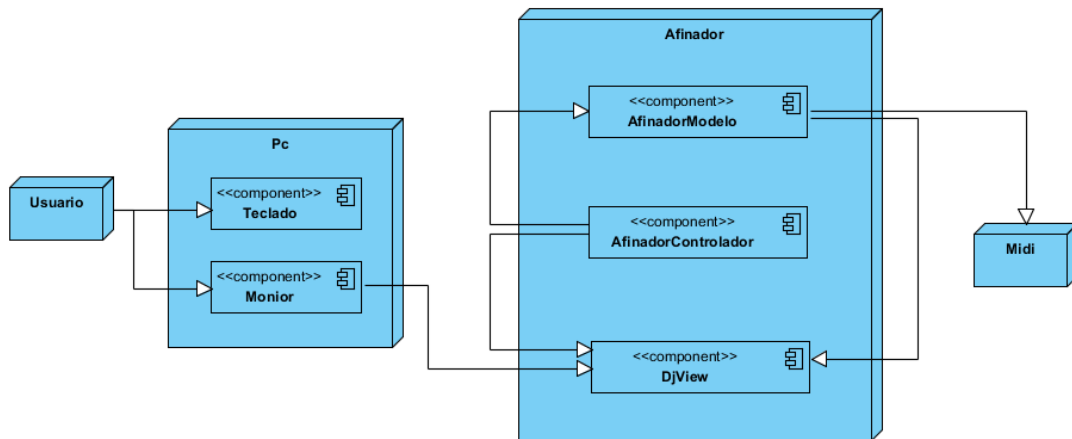 Usuario
Pc
<<component>>
Teclado
<<component>>
Monior
Afinador
<<component>>
AfinadorModelo
<<component>>
AfinadorControlador
<<component>>
DjView
Midi